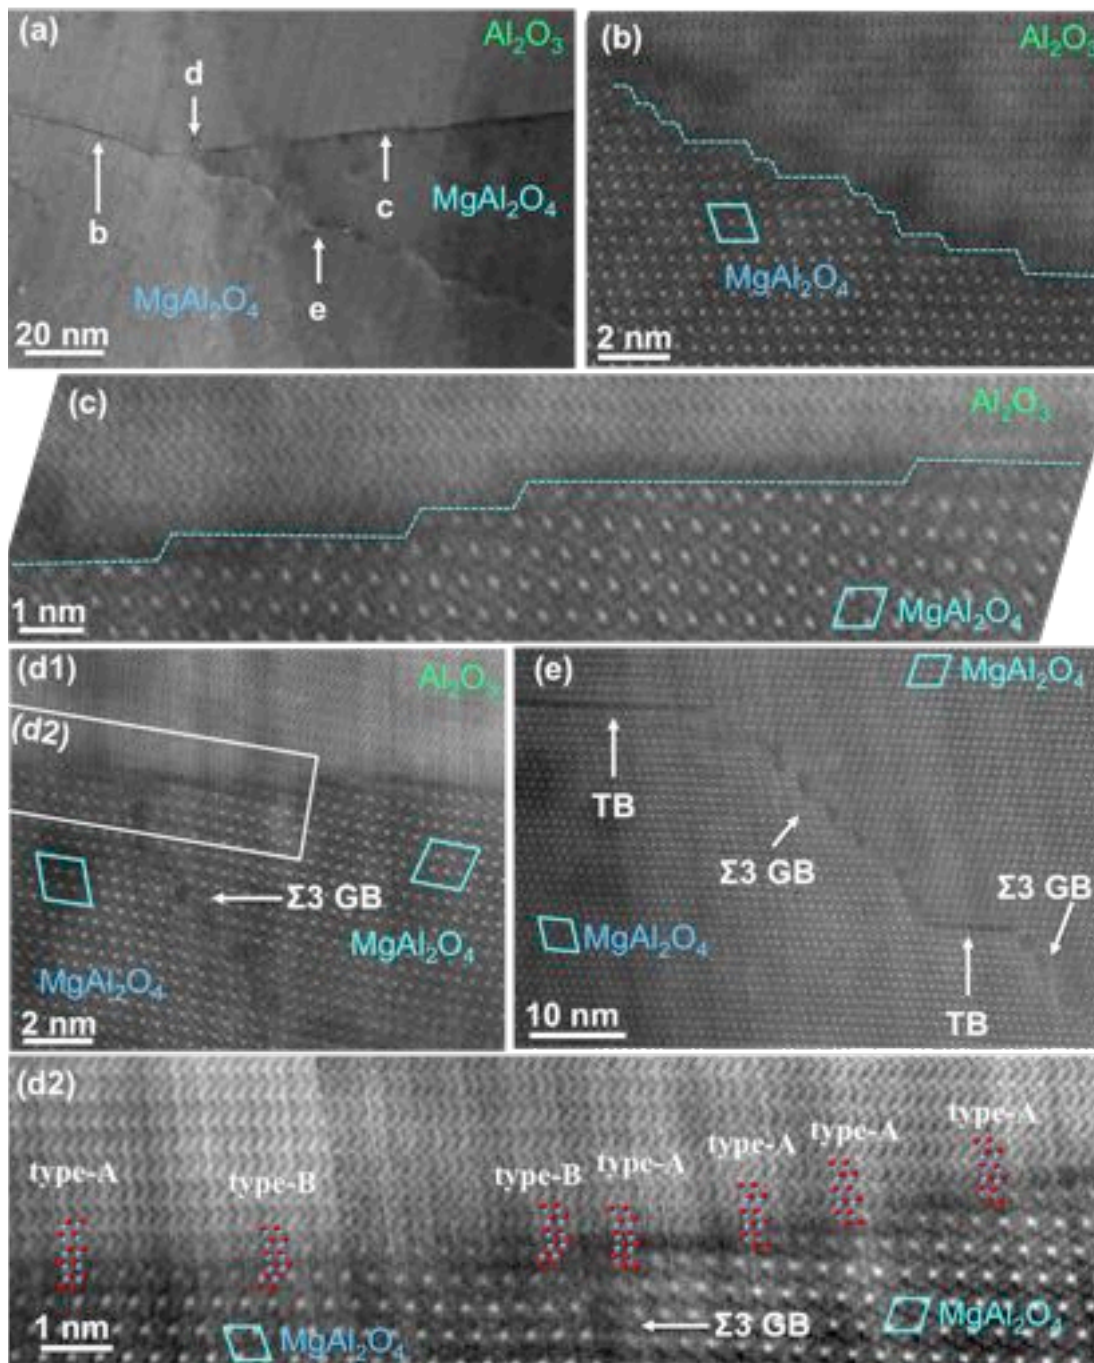 (a)
Al₂O₃
d
b
c
MgAl₂O₄
MgAl₂O₄
e
20 nm
(b)
Al₂O₃
MgAl₂O₄
2 nm
(c)
Al₂O₃
1 nm
MgAl₂O₄
(d1)
Al₂O₃
(d2)
Σ3 GB
MgAl₂O₄
MgAl₂O₄
2 nm
(e)
MgAl₂O₄
TB
Σ3 GB
Σ3 GB
MgAl₂O₄
TB
10 nm
(d2)
type-A
type-B
type-B
type-A
type-A
type-A
type-A
1 nm
MgAl₂O₄
Σ3 GB
MgAl₂O₄